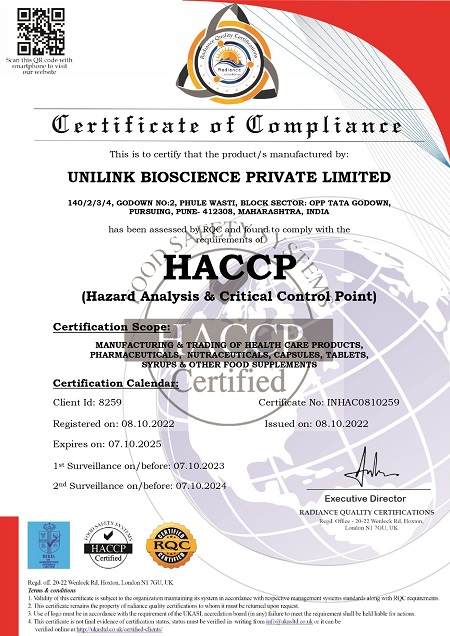 Scan this QR code with
smartphone to visit
our website
Radiance Quality Certification
Radiance
Certificate of Compliance
This is to certify that the product/s manufactured by:
UNILINK BIOSCIENCE PRIVATE LIMITED
140/2/3/4, GODOWN NO:2, PHULE WASTI, BLOCK SECTOR: OPP TATA GODOWN,
PURSUING, PUNE- 412308, MAHARASHTRA, INDIA
has been assessed by RQC and found to comply with the
requirements of
HACCP
(Hazard Analysis & Critical Control Point)
FOOD SAFETY SYSTEMS
HACCP
Certified
Certification Scope:
MANUFACTURING & TRADING OF HEALTH CARE PRODUCTS,
PHARMACEUTICALS, NUTRACEUTICALS, CAPSULES, TABLETS,
SYRUPS & OTHER FOOD SUPPLEMENTS
Certification Calendar:
Client Id: 8259 Certificate No: INHAC0810259
Registered on: 08.10.2022 Issued on: 08.10.2022
Expires on: 07.10.2025
1st Surveillance on/before: 07.10.2023
2nd Surveillance on/before: 07.10.2024
Executive Director
RADIANCE QUALITY CERTIFICATIONS
Regd. Office - 20-22 Wenlock Rd, Hoxton,
London N1 7GU, UK
FOOD SAFETY SYSTEMS
HACCP
Certified
CERTIFIED
RQC
CERTIFIED
Regd. off. 20-22 Wenlock Rd, Hoxton, London N1 7GU, UK
Terms & conditions
1. Validity of this certificate is subject to the organization maintaining its system in accordance with respective management systems standards along with RQC requirements.
2. This certificate remains the property of radiance quality certifications to whom it must be returned upon request.
3. Use of logo must be in accordance with the requirement of the UKASL accreditation board (in any) failure to meet the requirement shall be held liable for actions.
4. This certificate is not final evidence of certification status, status must be verified in writing from info@ukasltd.co.uk or it can be
verified online at http://ukasltd.co.uk/certified-clients/